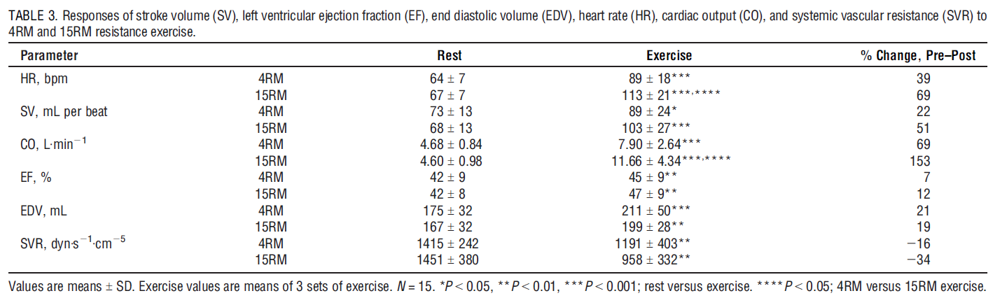 TABLE 3. Responses of stroke volume (SV), left ventricular ejection fraction (EF), end diastolic volume (EDV), heart rate (HR), cardiac output (CO), and systemic vascular resistance (SVR) to
4RM and 15RM resistance exercise.
Parameter Rest Exercise % Change, Pre–Post
HR, bpm 4RM 64 ± 7 89 ± 18*** 39
15RM 67 ± 7 113 ± 21***,**** 69
SV, mL per beat 4RM 73 ± 13 89 ± 24* 22
15RM 68 ± 13 103 ± 27*** 51
CO, L·min⁻¹ 4RM 4.68 ± 0.84 7.90 ± 2.64*** 69
15RM 4.60 ± 0.98 11.66 ± 4.34***,**** 153
EF, % 4RM 42 ± 9 45 ± 9** 7
15RM 42 ± 8 47 ± 9** 12
EDV, mL 4RM 175 ± 32 211 ± 50*** 21
15RM 167 ± 32 199 ± 28** 19
SVR, dyn·s⁻¹·cm⁻⁵ 4RM 1415 ± 242 1191 ± 403** −16
15RM 1451 ± 380 958 ± 332** −34
Values are means ± SD. Exercise values are means of 3 sets of exercise. N = 15. *P < 0.05, **P < 0.01, ***P < 0.001; rest versus exercise. ****P < 0.05; 4RM versus 15RM exercise.